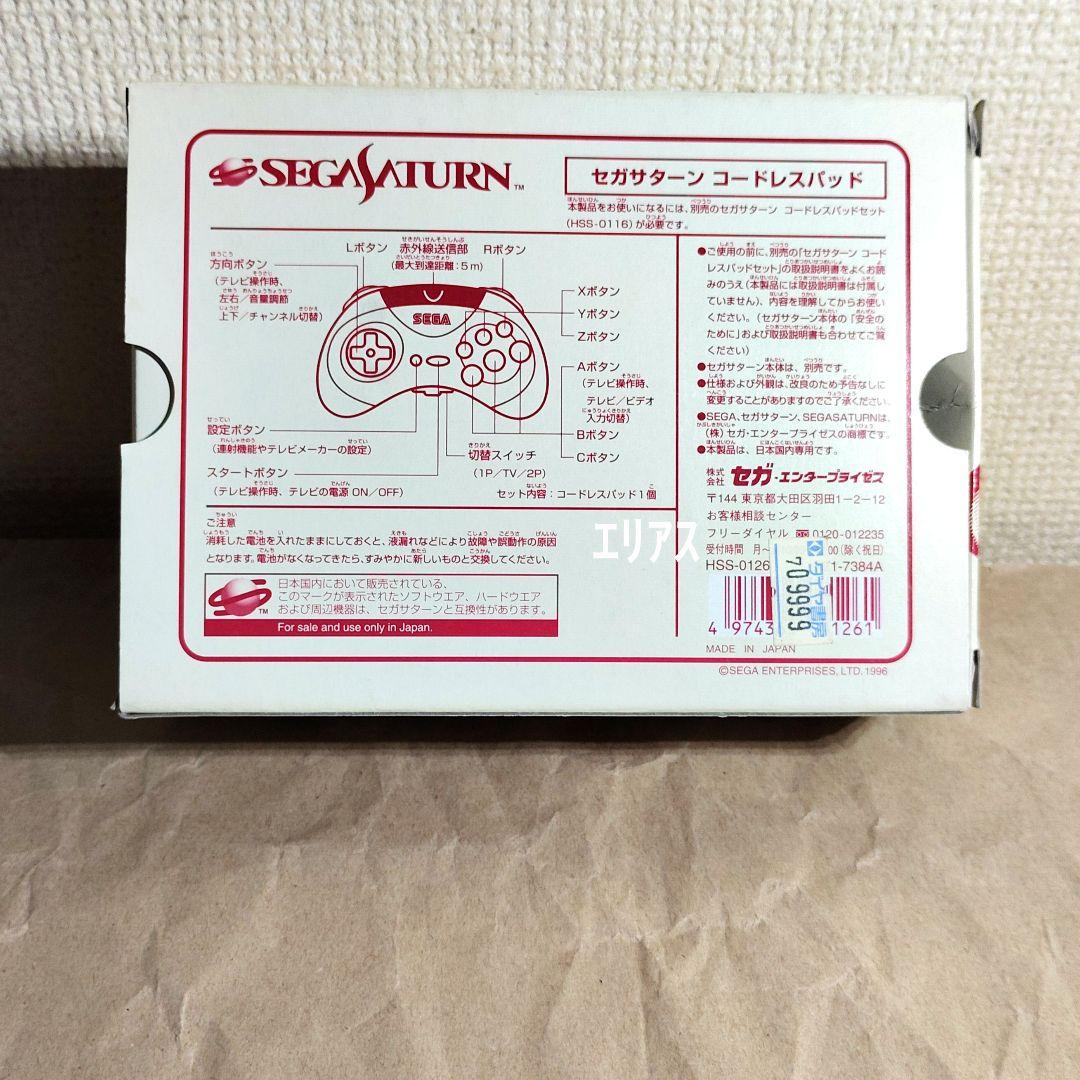 SEGA SATURN™
セガサターン コードレスパッド
本製品をお使いになるには、別売のセガサターン コードレスパッドセット
(HSS-0116)が必要です。
Lボタン
赤外線送信部
(最大到達距離:5m)
Rボタン
方向ボタン
(テレビ操作時、
左右/音量調節
上下/チャンネル切替)
SEGA
Xボタン
Yボタン
Zボタン
Aボタン
(テレビ操作時、
テレビ/ビデオ
入力切替)
Bボタン
Cボタン
設定ボタン
(連射機能やテレビメーカーの設定)
切替スイッチ
(1P/TV/2P)
スタートボタン
(テレビ操作時、テレビの電源 ON/OFF)
セット内容:コードレスパッド1個
ご注意
消耗した電池を入れたままにしておくと、液漏れなどにより故障や誤動作の原因
となります。電池がなくなってきたら、すみやかに新しいものと交換してください。
日本国内において販売されている、
このマークが表示されたソフトウエア、ハードウエア
および周辺機器は、セガサターンと互換性があります。
For sale and use only in Japan.
TM
●ご使用の前に、別売の「セガサターン コード
レスパッドセット」の取扱説明書をよくお読
みのうえ(本製品には取扱説明書は付属し
ていません)、内容を理解してからお使い
ください。(セガサターン本体の「安全の
ために」および取扱説明書も合わせてご覧
ください)
●セガサターン本体は、別売です。
●仕様および外観は、改良のため予告なしに
変更することがありますのでご了承ください。
●SEGA、セガサターン、SEGASATURNは、
(株)セガ・エンタープライゼスの商標です。
●本製品は、日本国内専用です。
株式会社 セガ・エンタープライゼス
〒144 東京都大田区羽田1-2-12
お客様相談センター
フリーダイヤル 0120-012235
受付時間 月~ 00(除く祝日)
HSS-0126 1-7384A
4 9743 1261
709999
MADE IN JAPAN
©SEGA ENTERPRISES, LTD. 1996
エリアス